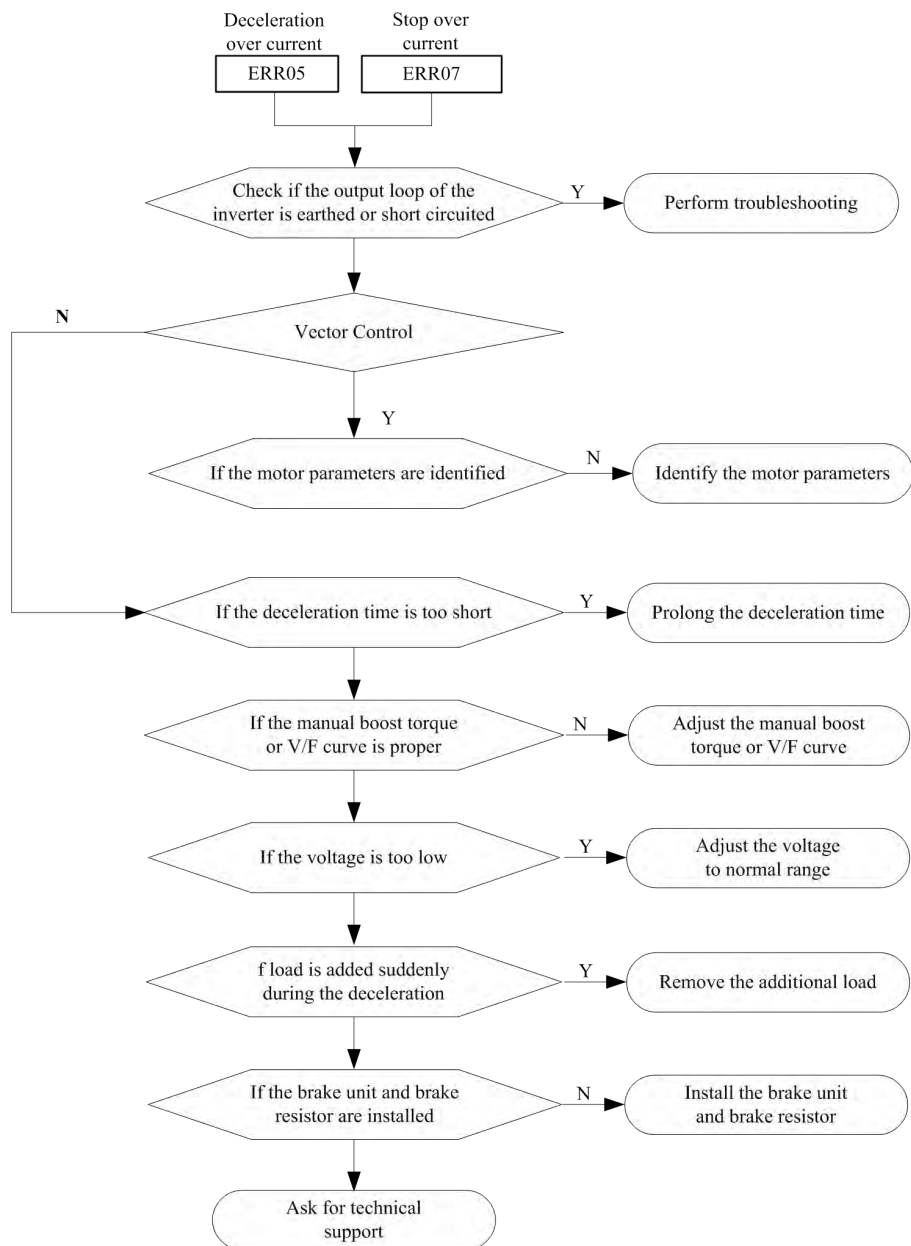 Deceleration
over current
Stop over
current
ERR05
ERR07
Check if the output loop of the
inverter is earthed or short circuited
Y
Perform troubleshooting
N
Vector Control
Y
If the motor parameters are identified
N
Identify the motor parameters
If the deceleration time is too short
Y
Prolong the deceleration time
If the manual boost torque
or V/F curve is proper
N
Adjust the manual boost
torque or V/F curve
If the voltage is too low
Y
Adjust the voltage
to normal range
f load is added suddenly
during the deceleration
Y
Remove the additional load
If the brake unit and brake
resistor are installed
N
Install the brake unit
and brake resistor
Ask for technical
support